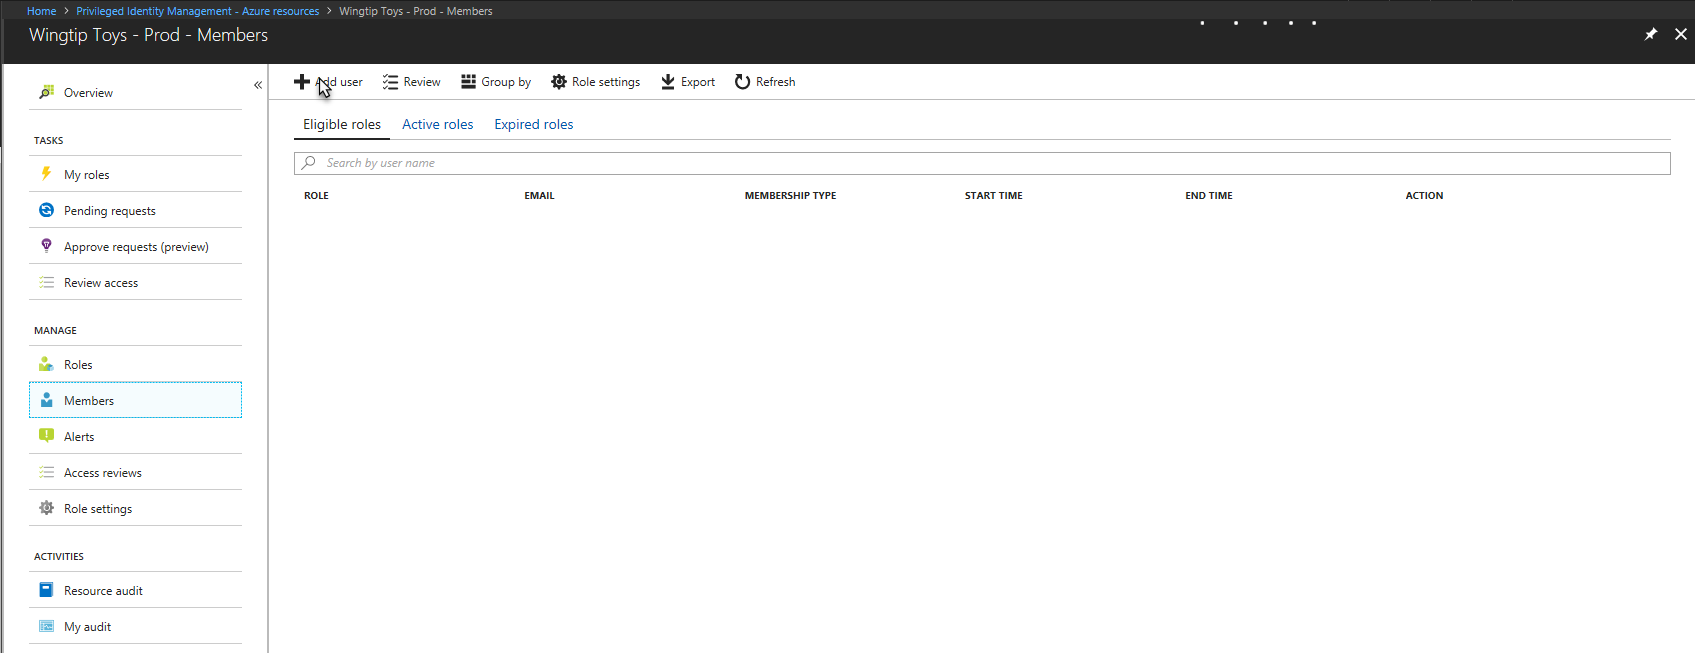 Home > Privileged Identity Management - Azure resources > Wingtip Toys - Prod - Members
Wingtip Toys - Prod - Members
Overview
TASKS
My roles
Pending requests
Approve requests (preview)
Review access
MANAGE
Roles
Members
Alerts
Access reviews
Role settings
ACTIVITIES
Resource audit
My audit
Add user Review Group by Role settings Export Refresh
Eligible roles Active roles Expired roles
Search by user name
ROLE EMAIL MEMBERSHIP TYPE START TIME END TIME ACTION